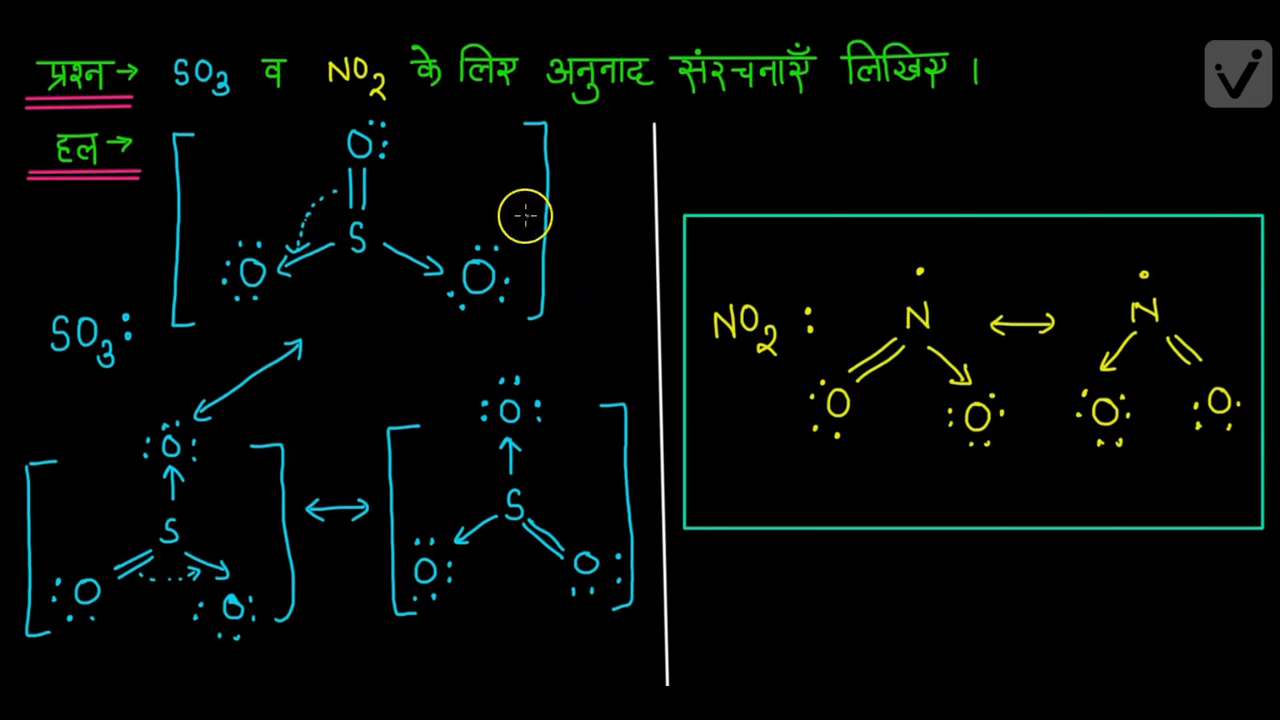 प्रश्न → SO₃ व NO₂ के लिए अनुनाद संरचनाएँ लिखिए ।
हल →
O
S
O O
SO₃ :
O
S
O O
O
S
O O
NO₂ : N ↔ N
O O O O